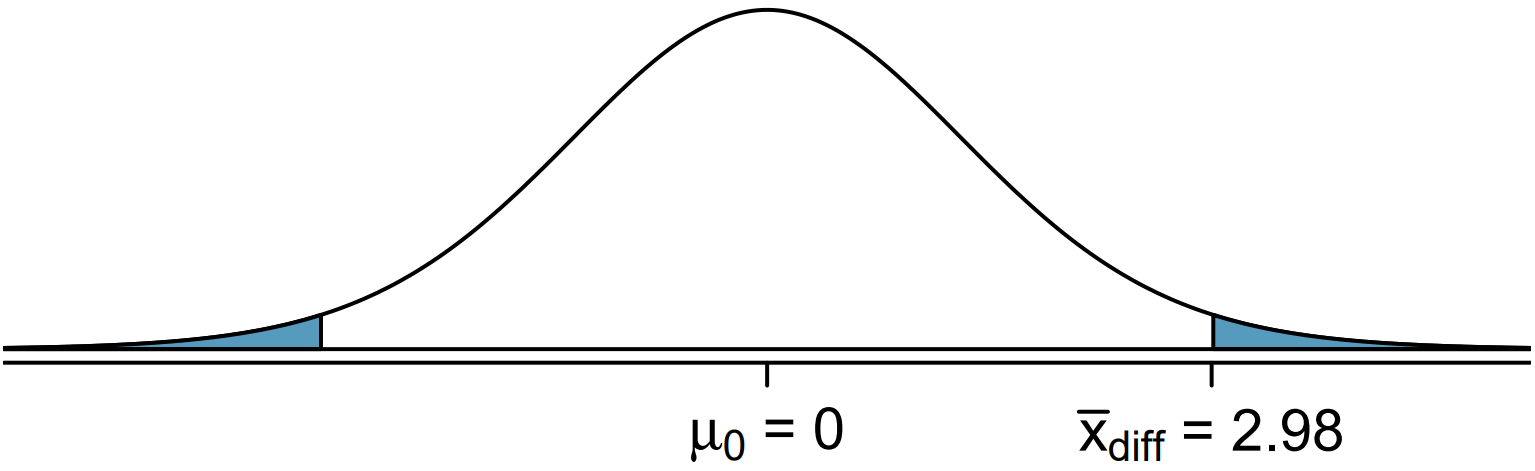 μ₀ = 0 x̄diff = 2.98